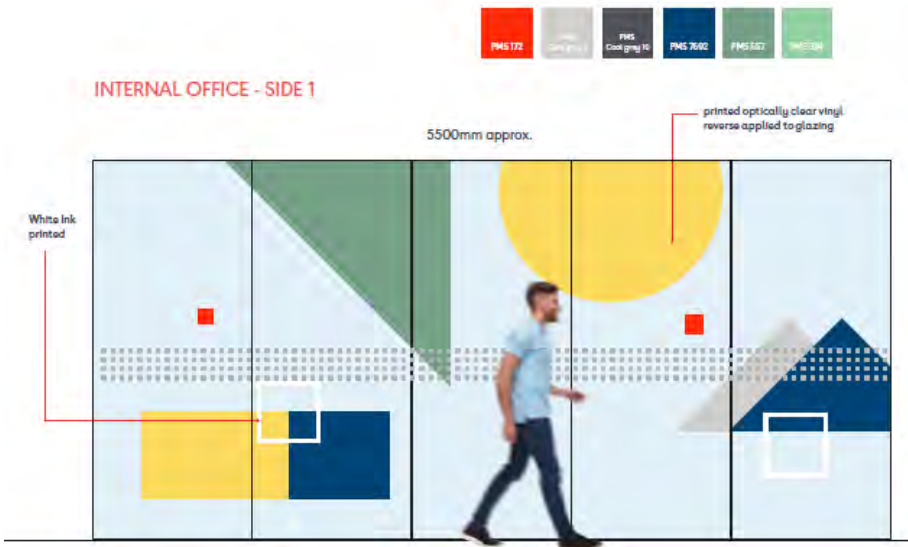 PMS 172
PMS
Cool grey 10
PMS 7692
PMS 557
INTERNAL OFFICE - SIDE 1
printed optically clear vinyl
reverse applied to glazing
5500mm approx.
White Ink
printed